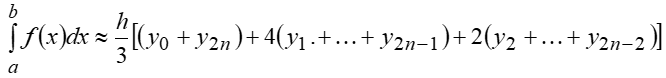 ∫_a^b f(x)dx ≈ h/3[(y_0 + y_{2n}) + 4(y_1.+...+ y_{2n−1}) + 2(y_2 +...+ y_{2n−2})]